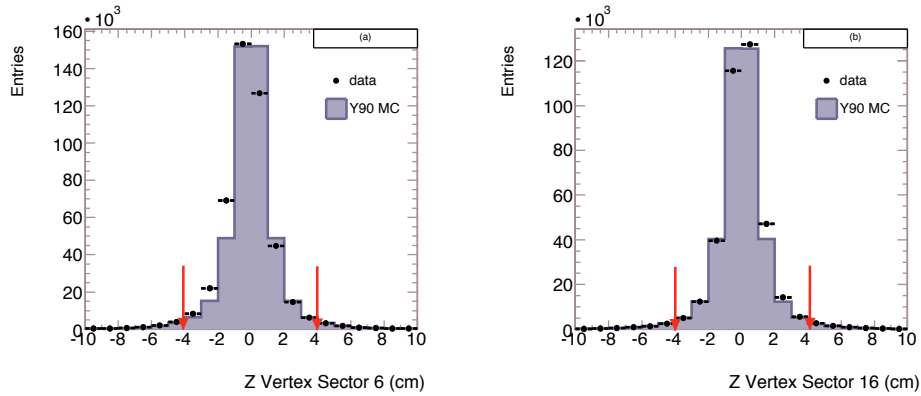 • 10³
160
140
120
100
80
60
40
20
0
Entries
(a)
data
Y90 MC
-10 -8 -6 -4 -2 0 2 4 6 8 10
Z Vertex Sector 6 (cm)
• 10³
120
100
80
60
40
20
0
Entries
(b)
data
Y90 MC
-10 -8 -6 -4 -2 0 2 4 6 8 10
Z Vertex Sector 16 (cm)